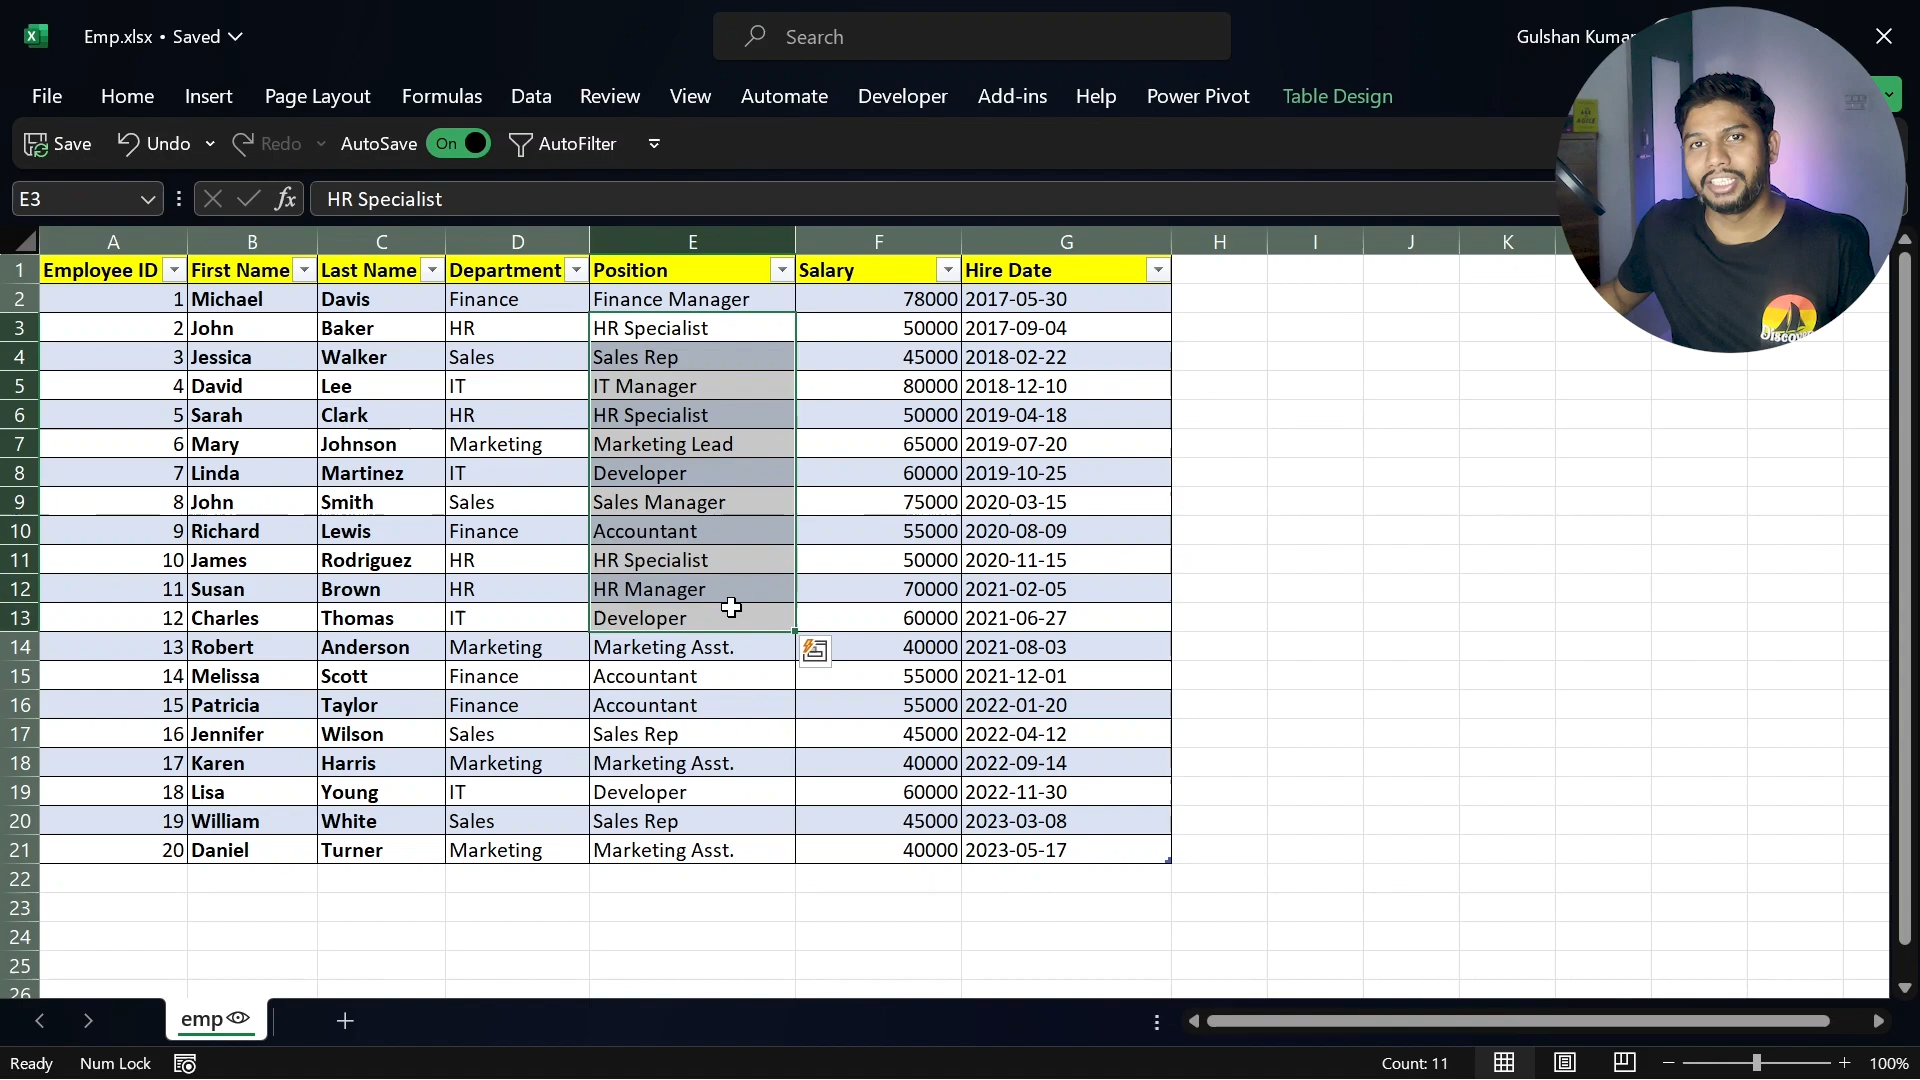 Emp.xlsx • Saved
Search
Gulshan Kumar
File Home Insert Page Layout Formulas Data Review View Automate Developer Add-ins Help Power Pivot Table Design
Save Undo Redo AutoSave On AutoFilter
E3 fx HR Specialist
A B C D E F G H I J K
1 Employee ID First Name Last Name Department Position Salary Hire Date
2 1 Michael Davis Finance Finance Manager 78000 2017-05-30
3 2 John Baker HR HR Specialist 50000 2017-09-04
4 3 Jessica Walker Sales Sales Rep 45000 2018-02-22
5 4 David Lee IT IT Manager 80000 2018-12-10
6 5 Sarah Clark HR HR Specialist 50000 2019-04-18
7 6 Mary Johnson Marketing Marketing Lead 65000 2019-07-20
8 7 Linda Martinez IT Developer 60000 2019-10-25
9 8 John Smith Sales Sales Manager 75000 2020-03-15
10 9 Richard Lewis Finance Accountant 55000 2020-08-09
11 10 James Rodriguez HR HR Specialist 50000 2020-11-15
12 11 Susan Brown HR HR Manager 70000 2021-02-05
13 12 Charles Thomas IT Developer 60000 2021-06-27
14 13 Robert Anderson Marketing Marketing Asst. 40000 2021-08-03
15 14 Melissa Scott Finance Accountant 55000 2021-12-01
16 15 Patricia Taylor Finance Accountant 55000 2022-01-20
17 16 Jennifer Wilson Sales Sales Rep 45000 2022-04-12
18 17 Karen Harris Marketing Marketing Asst. 40000 2022-09-14
19 18 Lisa Young IT Developer 60000 2022-11-30
20 19 William White Sales Sales Rep 45000 2023-03-08
21 20 Daniel Turner Marketing Marketing Asst. 40000 2023-05-17
22
23
24
25
26
emp
Ready Num Lock Count: 11 100%